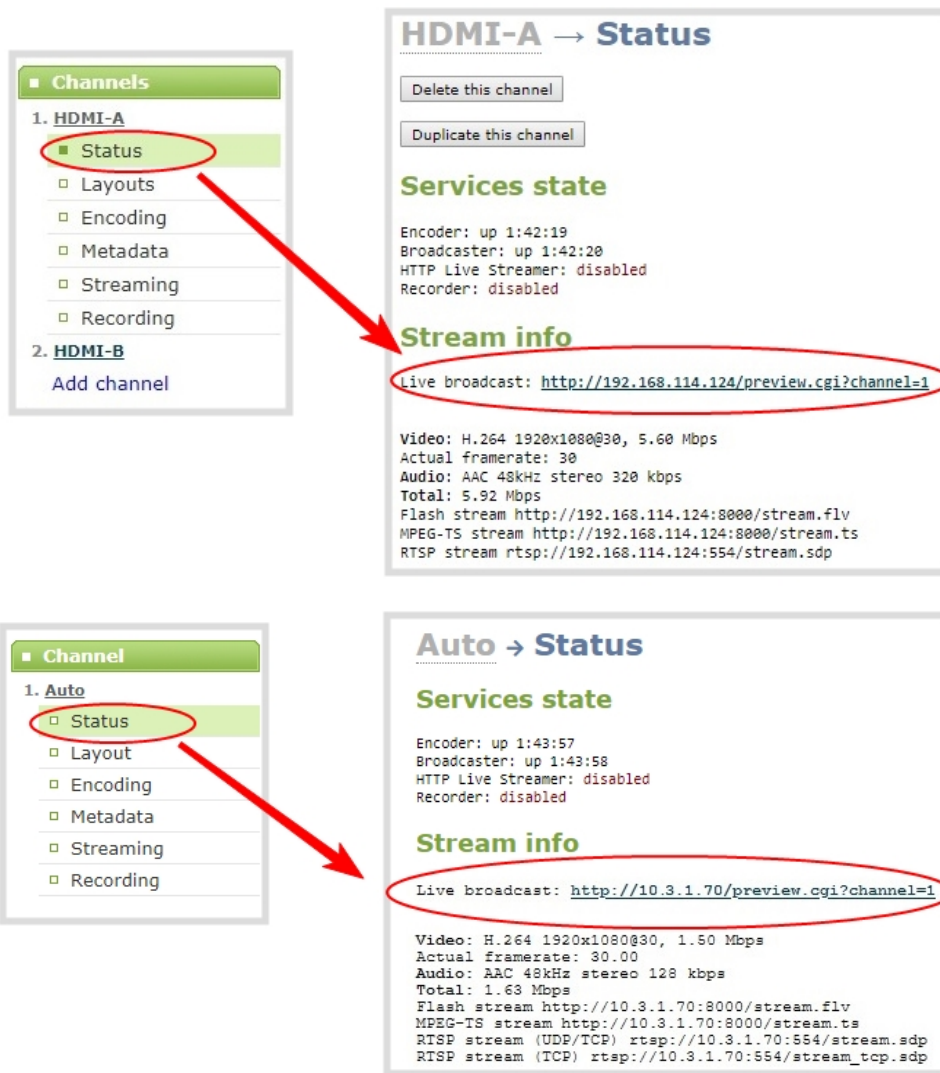 Channels
1. HDMI-A
Status
Layouts
Encoding
Metadata
Streaming
Recording
2. HDMI-B
Add channel
HDMI-A → Status
Delete this channel
Duplicate this channel
Services state
Encoder: up 1:42:19
Broadcaster: up 1:42:20
HTTP Live Streamer: disabled
Recorder: disabled
Stream info
Live broadcast: http://192.168.114.124/preview.cgi?channel=1
Video: H.264 1920x1080@30, 5.60 Mbps
Actual framerate: 30
Audio: AAC 48kHz stereo 320 kbps
Total: 5.92 Mbps
Flash stream http://192.168.114.124:8000/stream.flv
MPEG-TS stream http://192.168.114.124:8000/stream.ts
RTSP stream rtsp://192.168.114.124:554/stream.sdp
Channel
1. Auto
Status
Layout
Encoding
Metadata
Streaming
Recording
Auto → Status
Services state
Encoder: up 1:43:57
Broadcaster: up 1:43:58
HTTP Live Streamer: disabled
Recorder: disabled
Stream info
Live broadcast: http://10.3.1.70/preview.cgi?channel=1
Video: H.264 1920x1080@30, 1.50 Mbps
Actual framerate: 30.00
Audio: AAC 48kHz stereo 128 kbps
Total: 1.63 Mbps
Flash stream http://10.3.1.70:8000/stream.flv
MPEG-TS stream http://10.3.1.70:8000/stream.ts
RTSP stream (UDP/TCP) rtsp://10.3.1.70:554/stream.sdp
RTSP stream (TCP) rtsp://10.3.1.70:554/stream_tcp.sdp